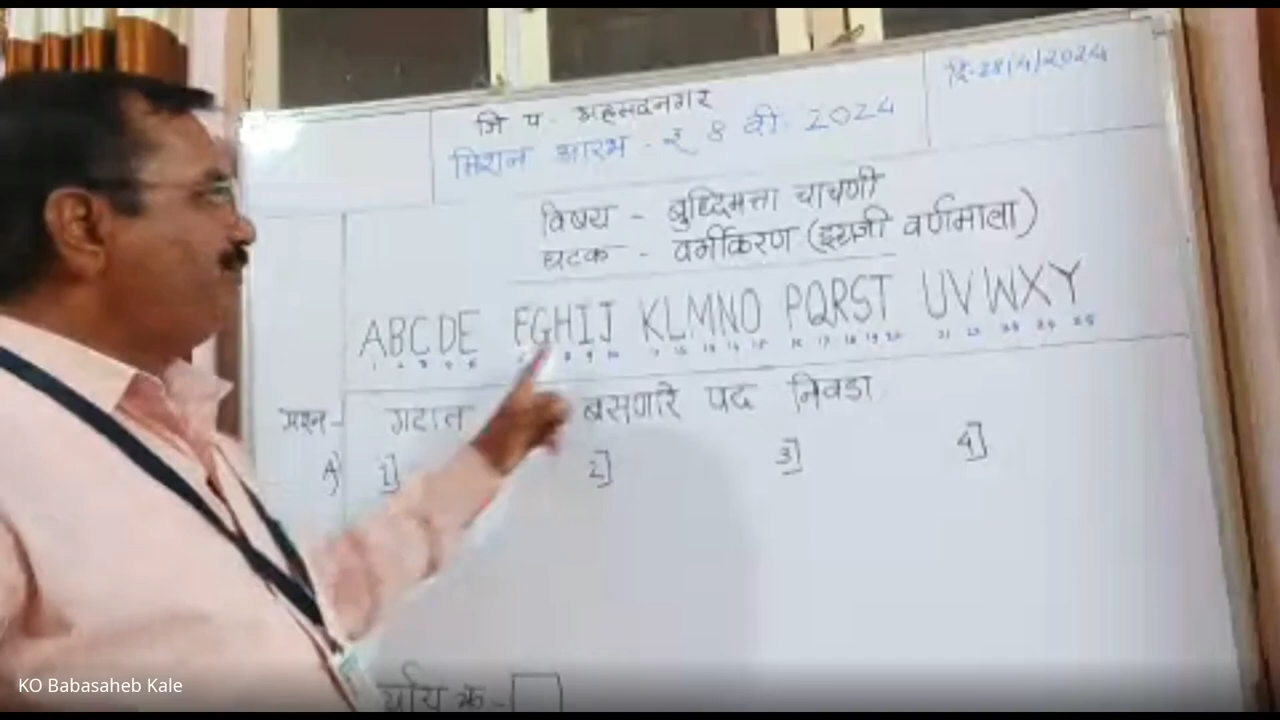 दि-28/4/2024
जि प. अहमदनगर
मिशन आरंभ - इ 8 वी. 2024
विषय - बुध्दिमत्ता चाचणी
घटक - वर्गीकरण (इंग्रजी वर्णमाला)
ABCDE FGHIJ KLMNO PQRST UVWXY
प्रश्न- गटात बसणारे पद निवडा
A) 1] 2] 3] 4]
र्याय क्र-
KO Babasaheb Kale